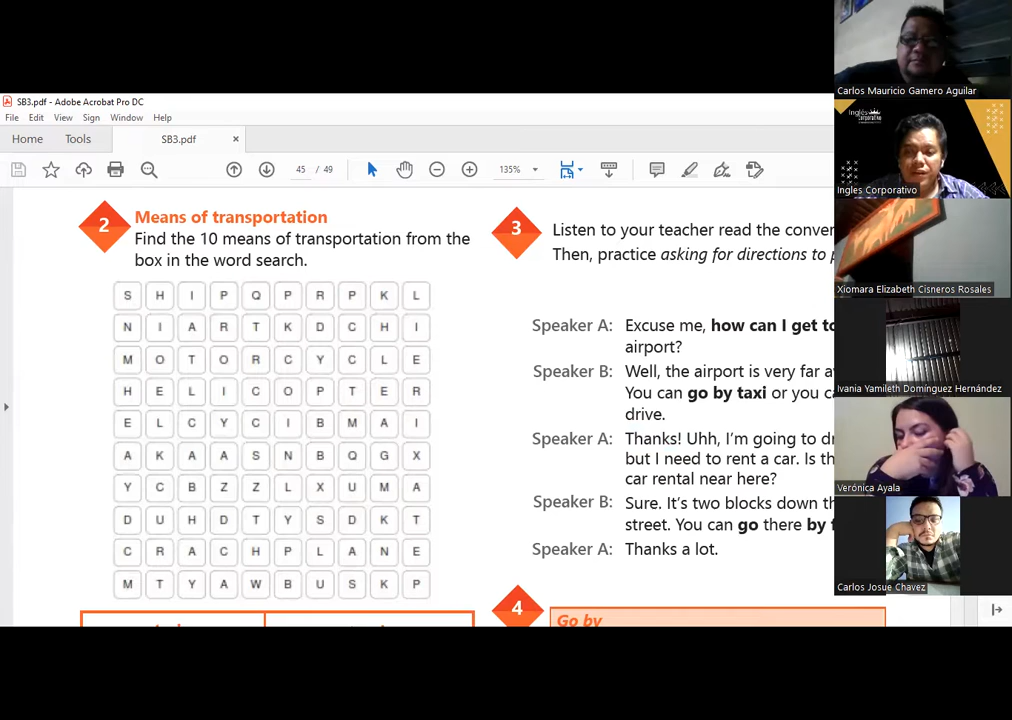 SB3.pdf - Adobe Acrobat Pro DC
File Edit View Sign Window Help
Home Tools SB3.pdf ×
45 / 49 135%
2 Means of transportation
Find the 10 means of transportation from the
box in the word search.
S H I P Q P R P K L
N I A R T K D C H I
M O T O R C Y C L E
H E L I C O P T E R
E L C Y C I B M A I
A K A A S N B Q G X
Y C B Z Z L X U M A
D U H D T Y S D K T
C R A C H P L A N E
M T Y A W B U S K P
3 Listen to your teacher read the conver
Then, practice asking for directions to p
Speaker A: Excuse me, how can I get to
airport?
Speaker B: Well, the airport is very far a
You can go by taxi or you ca
drive.
Speaker A: Thanks! Uhh, I'm going to dr
but I need to rent a car. Is th
car rental near here?
Speaker B: Sure. It's two blocks down th
street. You can go there by f
Speaker A: Thanks a lot.
4 Go by
Carlos Mauricio Gamero Aguilar
Inglés
Corporativo
Ingles Corporativo
Xiomara Elizabeth Cisneros Rosales
Ivania Yamileth Domínguez Hernández
Verónica Ayala
Carlos Josue Chavez